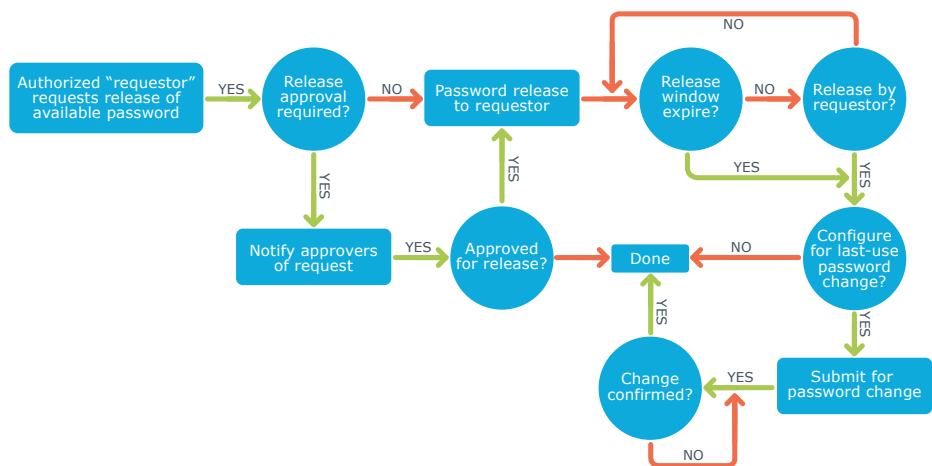 NO
Authorized “requestor”
requests release of
available password
YES
Release
approval
required?
NO
Password release
to requestor
Release
window
expire?
NO
Release by
requestor?
YES
YES
YES
YES
Notify approvers
of request
YES
Approved
for release?
Done
NO
Configure
for last-use
password
change?
YES
YES
Change
confirmed?
YES
Submit for
password change
NO